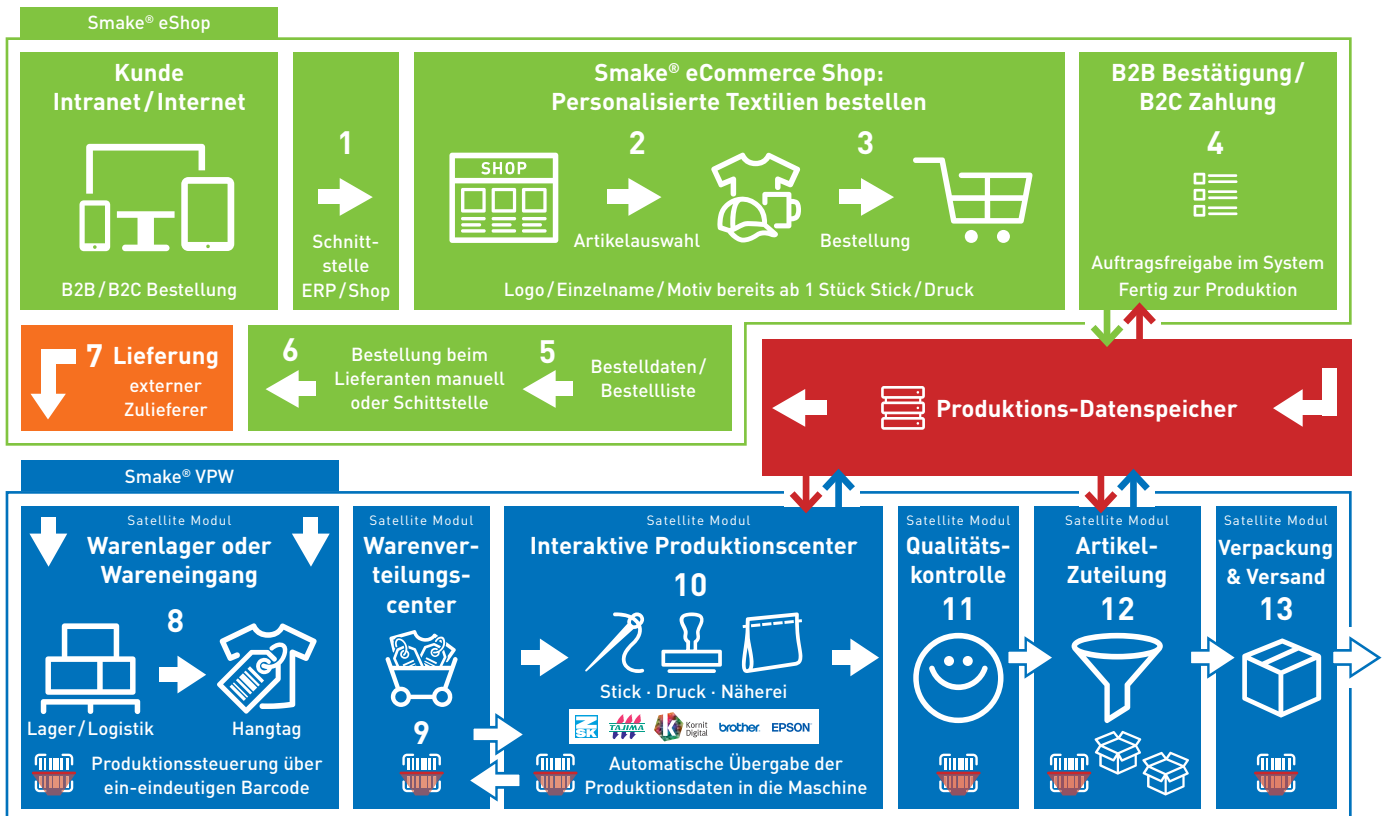 Smake® eShop
Kunde
Intranet/Internet
B2B/B2C Bestellung
1
Schnitt-
stelle
ERP/Shop
Smake® eCommerce Shop:
Personalisierte Textilien bestellen
SHOP
2
Artikelauswahl
3
Bestellung
Logo/Einzelname/Motiv bereits ab 1 Stück Stick/Druck
B2B Bestätigung/
B2C Zahlung
4
Auftragsfreigabe im System
Fertig zur Produktion
7 Lieferung
externer
Zulieferer
6
Bestellung beim
Lieferanten manuell
oder Schittstelle
5
Bestelldaten/
Bestellliste
Produktions-Datenspeicher
Smake® VPW
Satellite Modul
Warenlager oder
Wareneingang
8
Lager/Logistik
Hangtag
Produktionssteuerung über
ein-eindeutigen Barcode
Satellite Modul
Warenver-
teilungs-
center
9
Satellite Modul
Interaktive Produktionscenter
10
Stick · Druck · Näherei
ZSK
TAJIMA
K Kornit
Digital
brother
EPSON
Automatische Übergabe der
Produktionsdaten in die Maschine
Satellite Modul
Qualitäts-
kontrolle
11
Satellite Modul
Artikel-
Zuteilung
12
Satellite Modul
Verpackung
& Versand
13